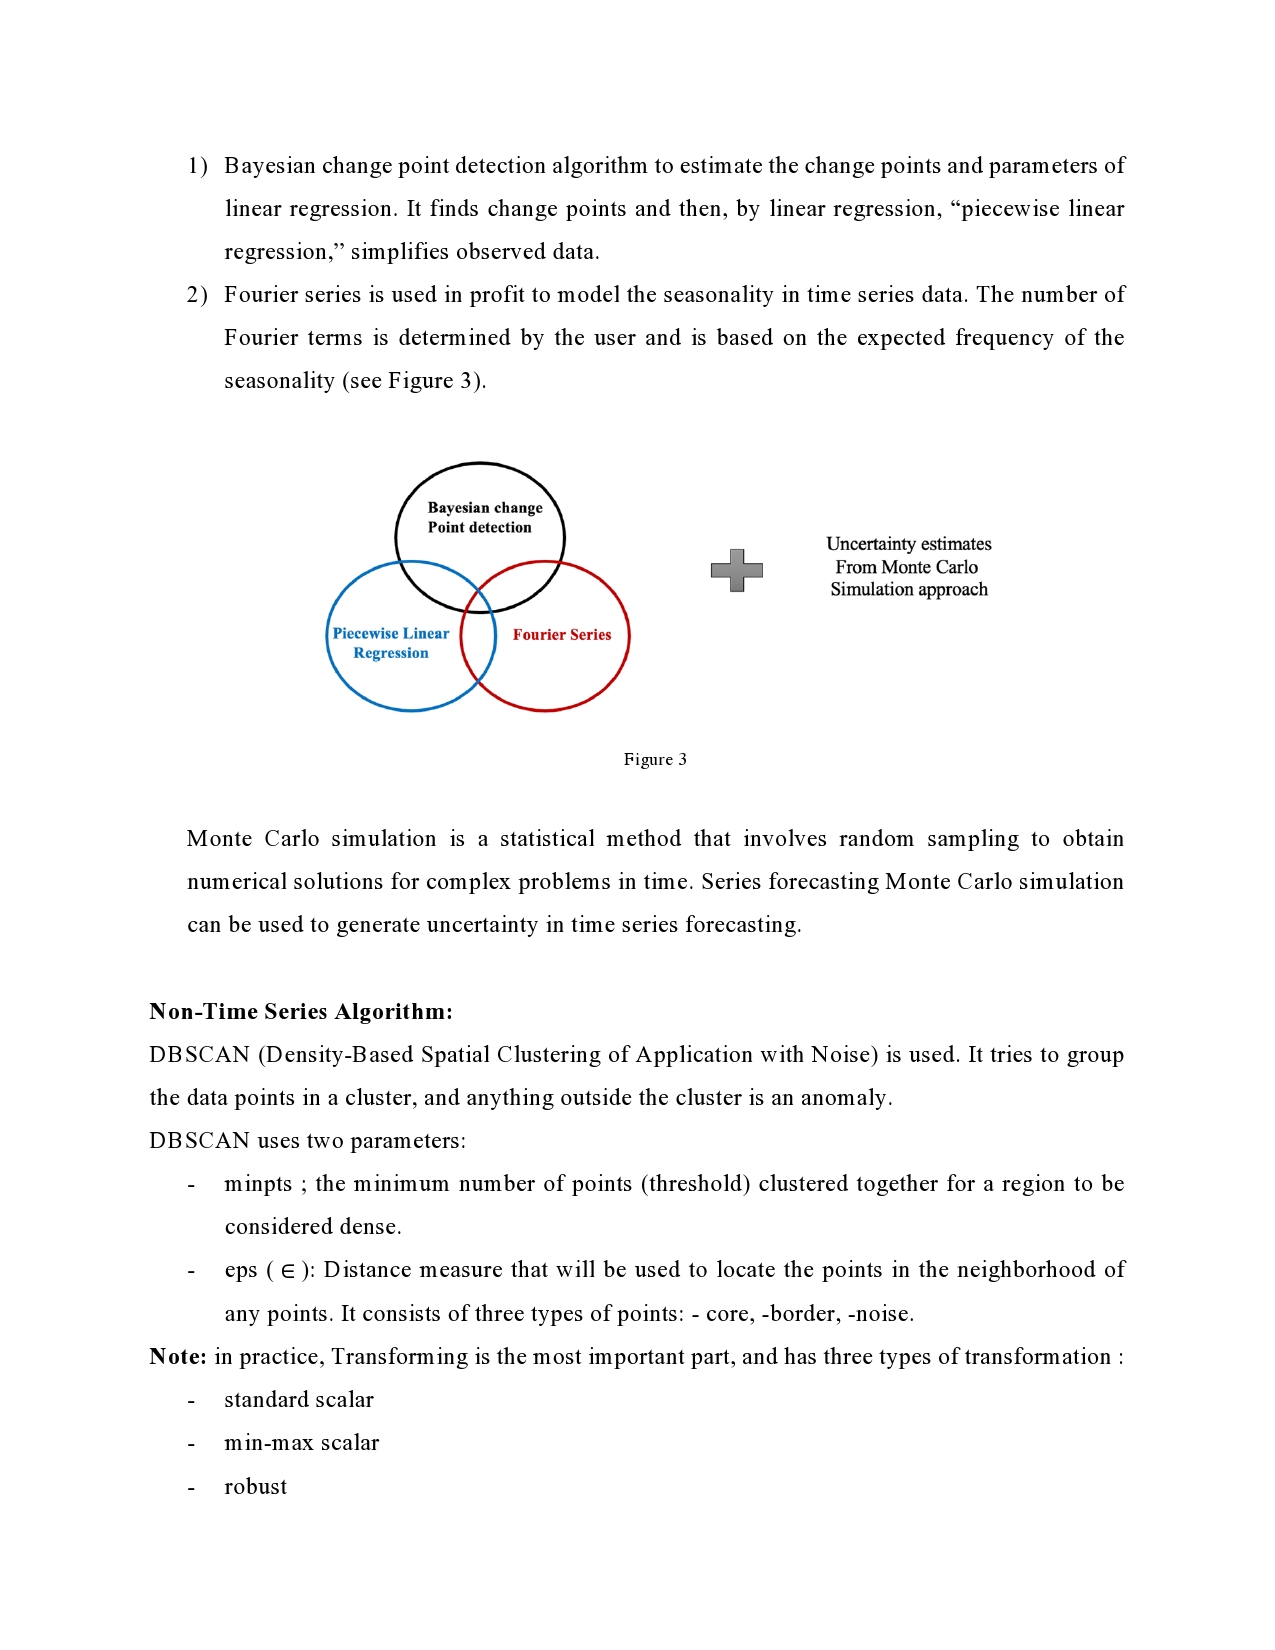 1) Bayesian change point detection algorithm to estimate the change points and parameters of
linear regression. It finds change points and then, by linear regression, “piecewise linear
regression,” simplifies observed data.
2) Fourier series is used in profit to model the seasonality in time series data. The number of
Fourier terms is determined by the user and is based on the expected frequency of the
seasonality (see Figure 3).
Bayesian change
Point detection
Piecewise Linear
Regression
Fourier Series
Uncertainty estimates
From Monte Carlo
Simulation approach
Figure 3
Monte Carlo simulation is a statistical method that involves random sampling to obtain
numerical solutions for complex problems in time. Series forecasting Monte Carlo simulation
can be used to generate uncertainty in time series forecasting.
Non-Time Series Algorithm:
DBSCAN (Density-Based Spatial Clustering of Application with Noise) is used. It tries to group
the data points in a cluster, and anything outside the cluster is an anomaly.
DBSCAN uses two parameters:
- minpts ; the minimum number of points (threshold) clustered together for a region to be
considered dense.
- eps ( ∈ ): Distance measure that will be used to locate the points in the neighborhood of
any points. It consists of three types of points: - core, -border, -noise.
Note: in practice, Transforming is the most important part, and has three types of transformation :
- standard scalar
- min-max scalar
- robust